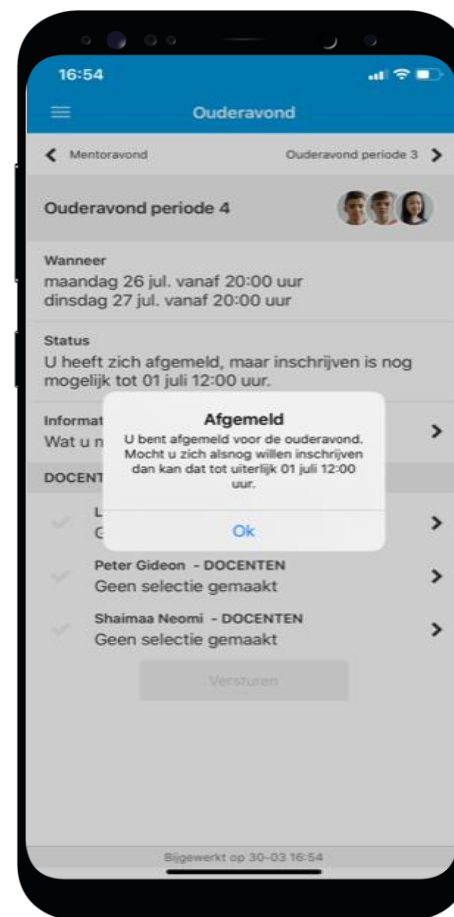 16:54
Ouderavond
Mentoravond Ouderavond periode 3
Ouderavond periode 4
Wanneer
maandag 26 jul. vanaf 20:00 uur
dinsdag 27 jul. vanaf 20:00 uur
Status
U heeft zich afgemeld, maar inschrijven is nog
mogelijk tot 01 juli 12:00 uur.
Informat
Wat u n
Afgemeld
U bent afgemeld voor de ouderavond.
Mocht u zich alsnog willen inschrijven
dan kan dat tot uiterlijk 01 juli 12:00
uur.
Ok
DOCENT
L
G
Peter Gideon - DOCENTEN
Geen selectie gemaakt
Shaimaa Neomi - DOCENTEN
Geen selectie gemaakt
Versturen
Bijgewerkt op 30-03 16:54